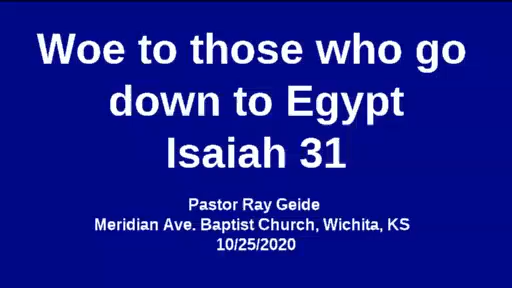 Woe to those who go
down to Egypt
Isaiah 31
Pastor Ray Geide
Meridian Ave. Baptist Church, Wichita, KS
10/25/2020